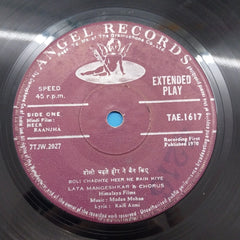 ANGEL RECORDS
SPEED
45 r.p.m.
EXTENDED
PLAY
SIDE ONE
Hindi Film:
HEER
RAANJHA
TAE.1617
7TJW.2027
Recording First
Published 1970
डोली चढ़ते हीर ने बैन किए
DOLI CHADHTE HEER NE BAIN KIYE
LATA MANGESHKAR & CHORUS
Himalaya Films
Music : Madan Mohan
Lyric : Kaifi Azmi